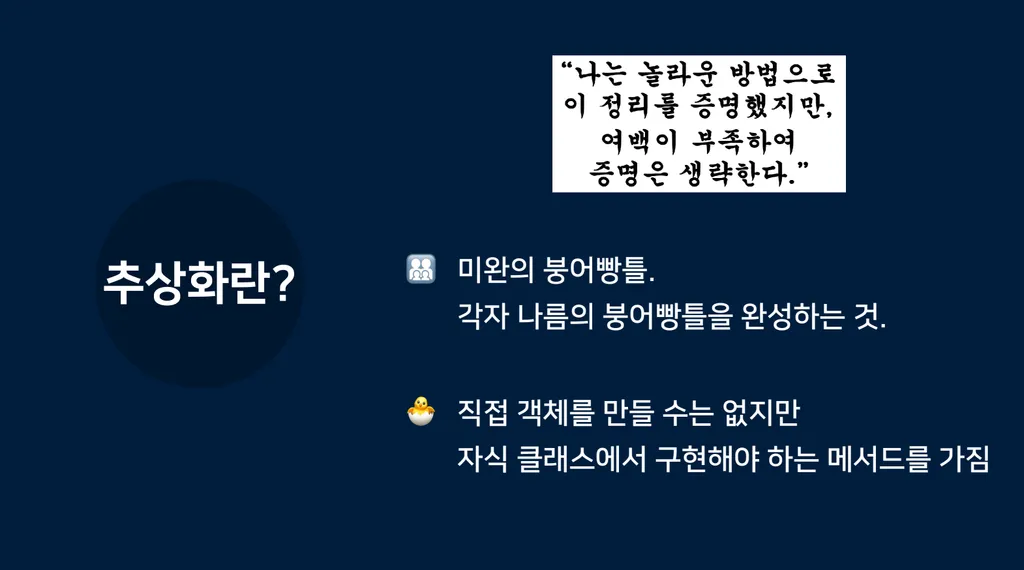 “나는 놀라운 방법으로
이 정리를 증명했지만,
여백이 부족하여
증명은 생략한다.”
추상화란?
미완의 붕어빵틀.
각자 나름의 붕어빵틀을 완성하는 것.
직접 객체를 만들 수는 없지만
자식 클래스에서 구현해야 하는 메서드를 가짐